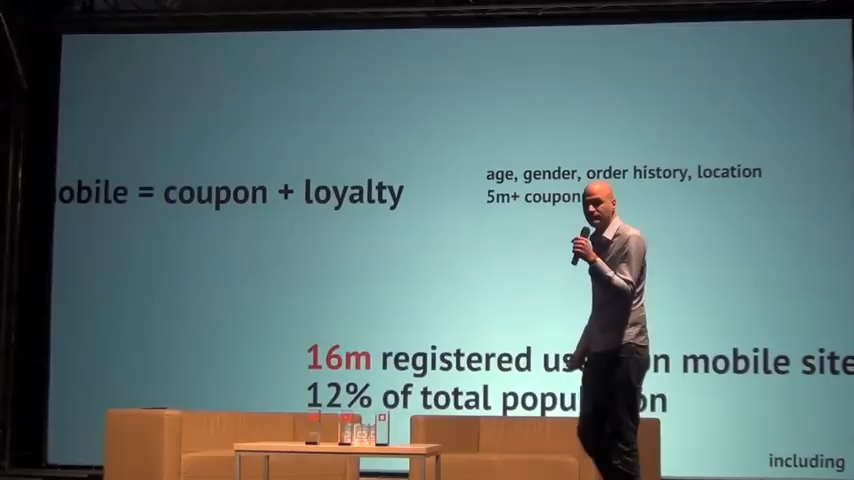 obile = coupon + loyalty
age, gender, order history, location
5m+ coupon
16m registered us n mobile site
12% of total popu n
including